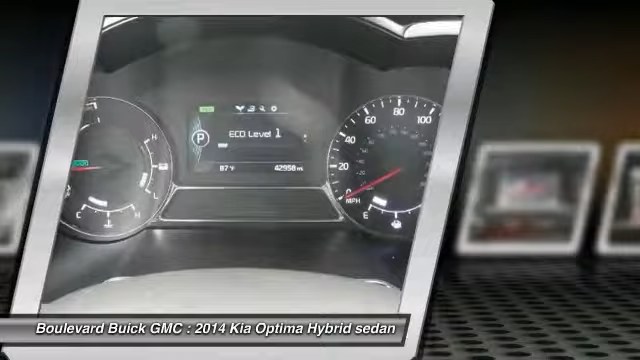 ECO Level 1
P
87 °F
42958 mi
H
L
C
H
0
20
40
60
80
100
MPH
E
Boulevard Buick GMC : 2014 Kia Optima Hybrid sedan